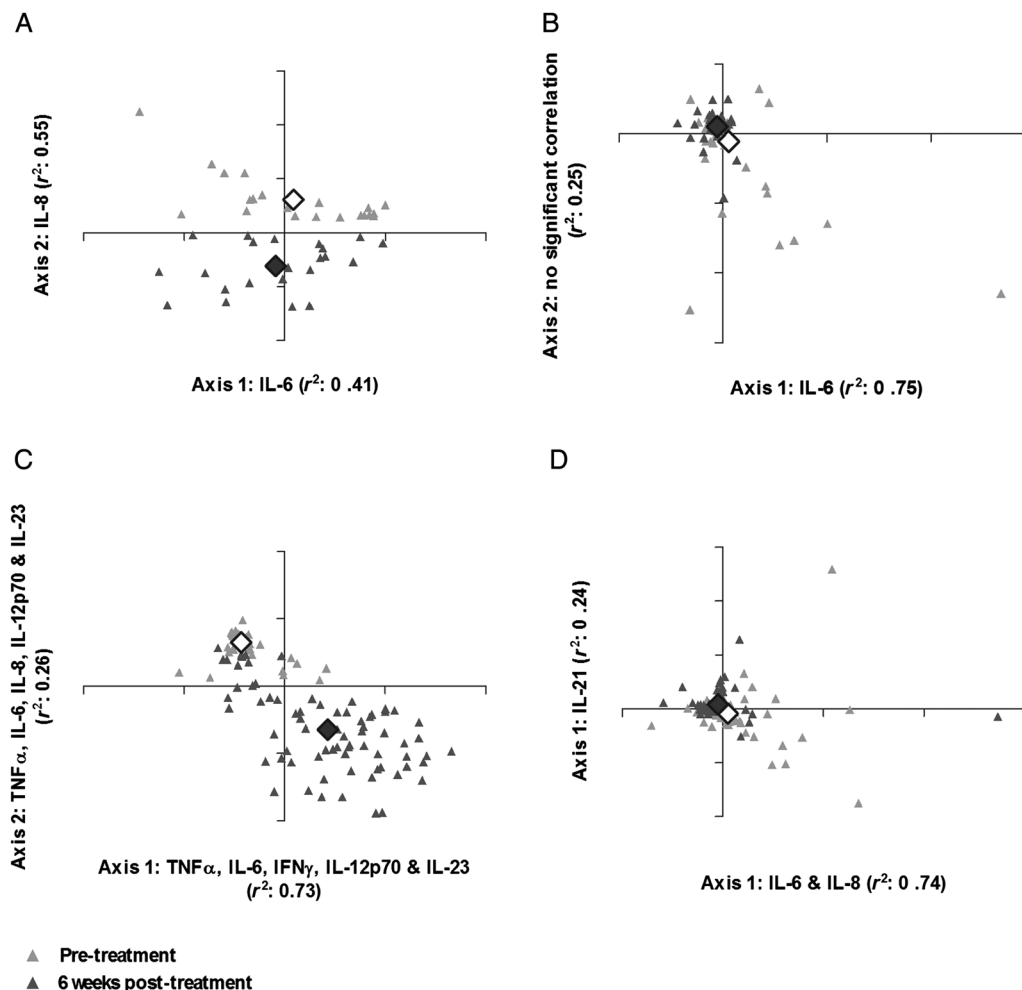 A
Axis 2: IL-8 (r²: 0.55)
Axis 1: IL-6 (r²: 0 .41)
B
Axis 2: no significant correlation
(r²: 0.25)
Axis 1: IL-6 (r²: 0 .75)
C
Axis 2: TNFα, IL-6, IL-8, IL-12p70 & IL-23
(r²: 0.26)
Axis 1: TNFα, IL-6, IFNγ, IL-12p70 & IL-23
(r²: 0.73)
D
Axis 1: IL-21 (r²: 0 .24)
Axis 1: IL-6 & IL-8 (r²: 0 .74)
Pre-treatment
6 weeks post-treatment